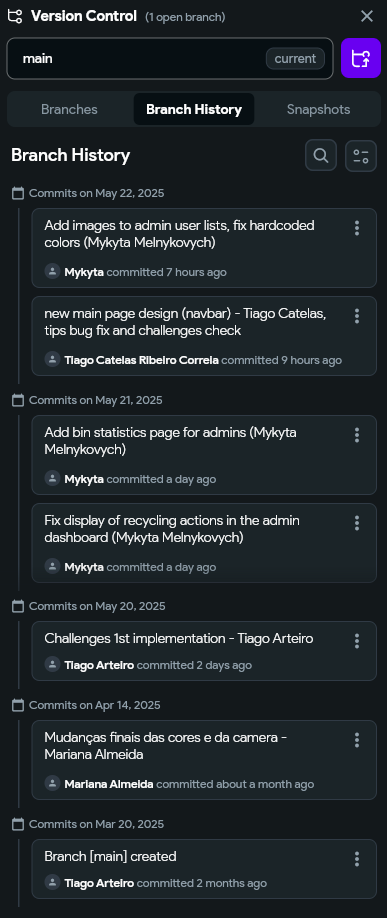 Version Control (1 open branch)
main current
Branches Branch History Snapshots
Branch History
Commits on May 22, 2025
Add images to admin user lists, fix hardcoded
colors (Mykyta Melnykovych)
Mykyta committed 7 hours ago
new main page design (navbar) - Tiago Catelas,
tips bug fix and challenges check
Tiago Catelas Ribeiro Correia committed 9 hours ago
Commits on May 21, 2025
Add bin statistics page for admins (Mykyta
Melnykovych)
Mykyta committed a day ago
Fix display of recycling actions in the admin
dashboard (Mykyta Melnykovych)
Mykyta committed a day ago
Commits on May 20, 2025
Challenges 1st implementation - Tiago Arteiro
Tiago Arteiro committed 2 days ago
Commits on Apr 14, 2025
Mudanças finais das cores e da camera -
Mariana Almeida
Mariana Almeida committed about a month ago
Commits on Mar 20, 2025
Branch [main] created
Tiago Arteiro committed 2 months ago